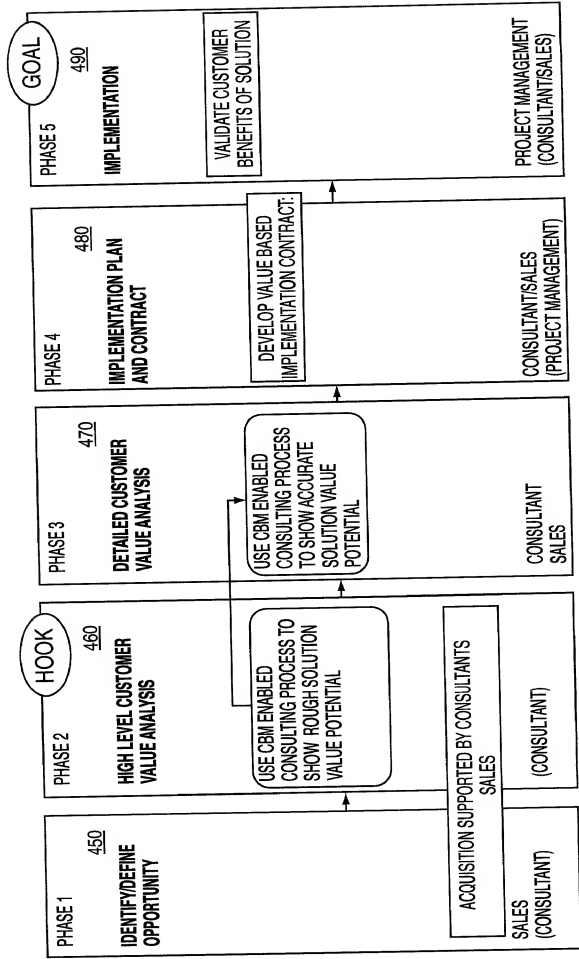 PHASE 1
450
IDENTIFY/DEFINE
OPPORTUNITY
SALES
(CONSULTANT)
HOOK
PHASE 2
460
HIGH LEVEL CUSTOMER
VALUE ANALYSIS
USE CBM ENABLED
CONSULTING PROCESS TO
SHOW ROUGH SOLUTION
VALUE POTENTIAL
ACQUISITION SUPPORTED BY CONSULTANTS
SALES
(CONSULTANT)
PHASE 3
470
DETAILED CUSTOMER
VALUE ANALYSIS
USE CBM ENABLED
CONSULTING PROCESS
TO SHOW ACCURATE
SOLUTION VALUE
POTENTIAL
CONSULTANT
SALES
PHASE 4
480
IMPLEMENTATION PLAN
AND CONTRACT
DEVELOP VALUE BASED
IMPLEMENTATION CONTRACT:
CONSULTANT/SALES
(PROJECT MANAGEMENT)
GOAL
PHASE 5
490
IMPLEMENTATION
VALIDATE CUSTOMER
BENEFITS OF SOLUTION
PROJECT MANAGEMENT
(CONSULTANT/SALES)